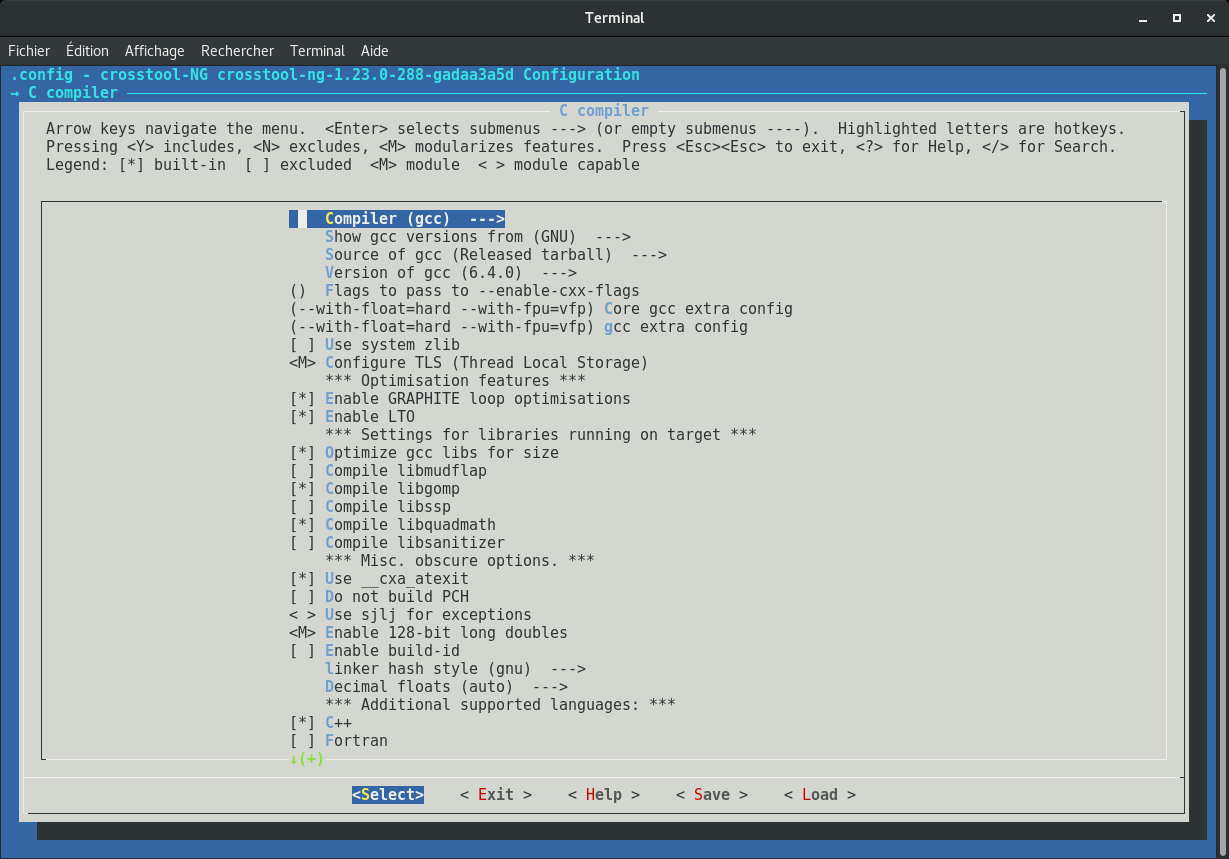 Terminal
Fichier Édition Affichage Rechercher Terminal Aide
.config - crosstool-NG crosstool-ng-1.23.0-288-gadaa3a5d Configuration
→ C compiler
C compiler
Arrow keys navigate the menu.  <Enter> selects submenus ---> (or empty submenus ----).  Highlighted letters are hotkeys.
Pressing <Y> includes, <N> excludes, <M> modularizes features.  Press <Esc><Esc> to exit, <?> for Help, </> for Search.
Legend: [*] built-in  [ ] excluded  <M> module  < > module capable
Compiler (gcc)  --->
Show gcc versions from (GNU)  --->
Source of gcc (Released tarball)  --->
Version of gcc (6.4.0)  --->
()  Flags to pass to --enable-cxx-flags
(--with-float=hard --with-fpu=vfp) Core gcc extra config
(--with-float=hard --with-fpu=vfp) gcc extra config
[ ] Use system zlib
<M> Configure TLS (Thread Local Storage)
*** Optimisation features ***
[*] Enable GRAPHITE loop optimisations
[*] Enable LTO
*** Settings for libraries running on target ***
[*] Optimize gcc libs for size
[ ] Compile libmudflap
[*] Compile libgomp
[ ] Compile libssp
[*] Compile libquadmath
[ ] Compile libsanitizer
*** Misc. obscure options. ***
[*] Use __cxa_atexit
[ ] Do not build PCH
< > Use sjlj for exceptions
<M> Enable 128-bit long doubles
[ ] Enable build-id
linker hash style (gnu)  --->
Decimal floats (auto)  --->
*** Additional supported languages: ***
[*] C++
[ ] Fortran
↓(+)
<Select>    < Exit >    < Help >    < Save >    < Load >